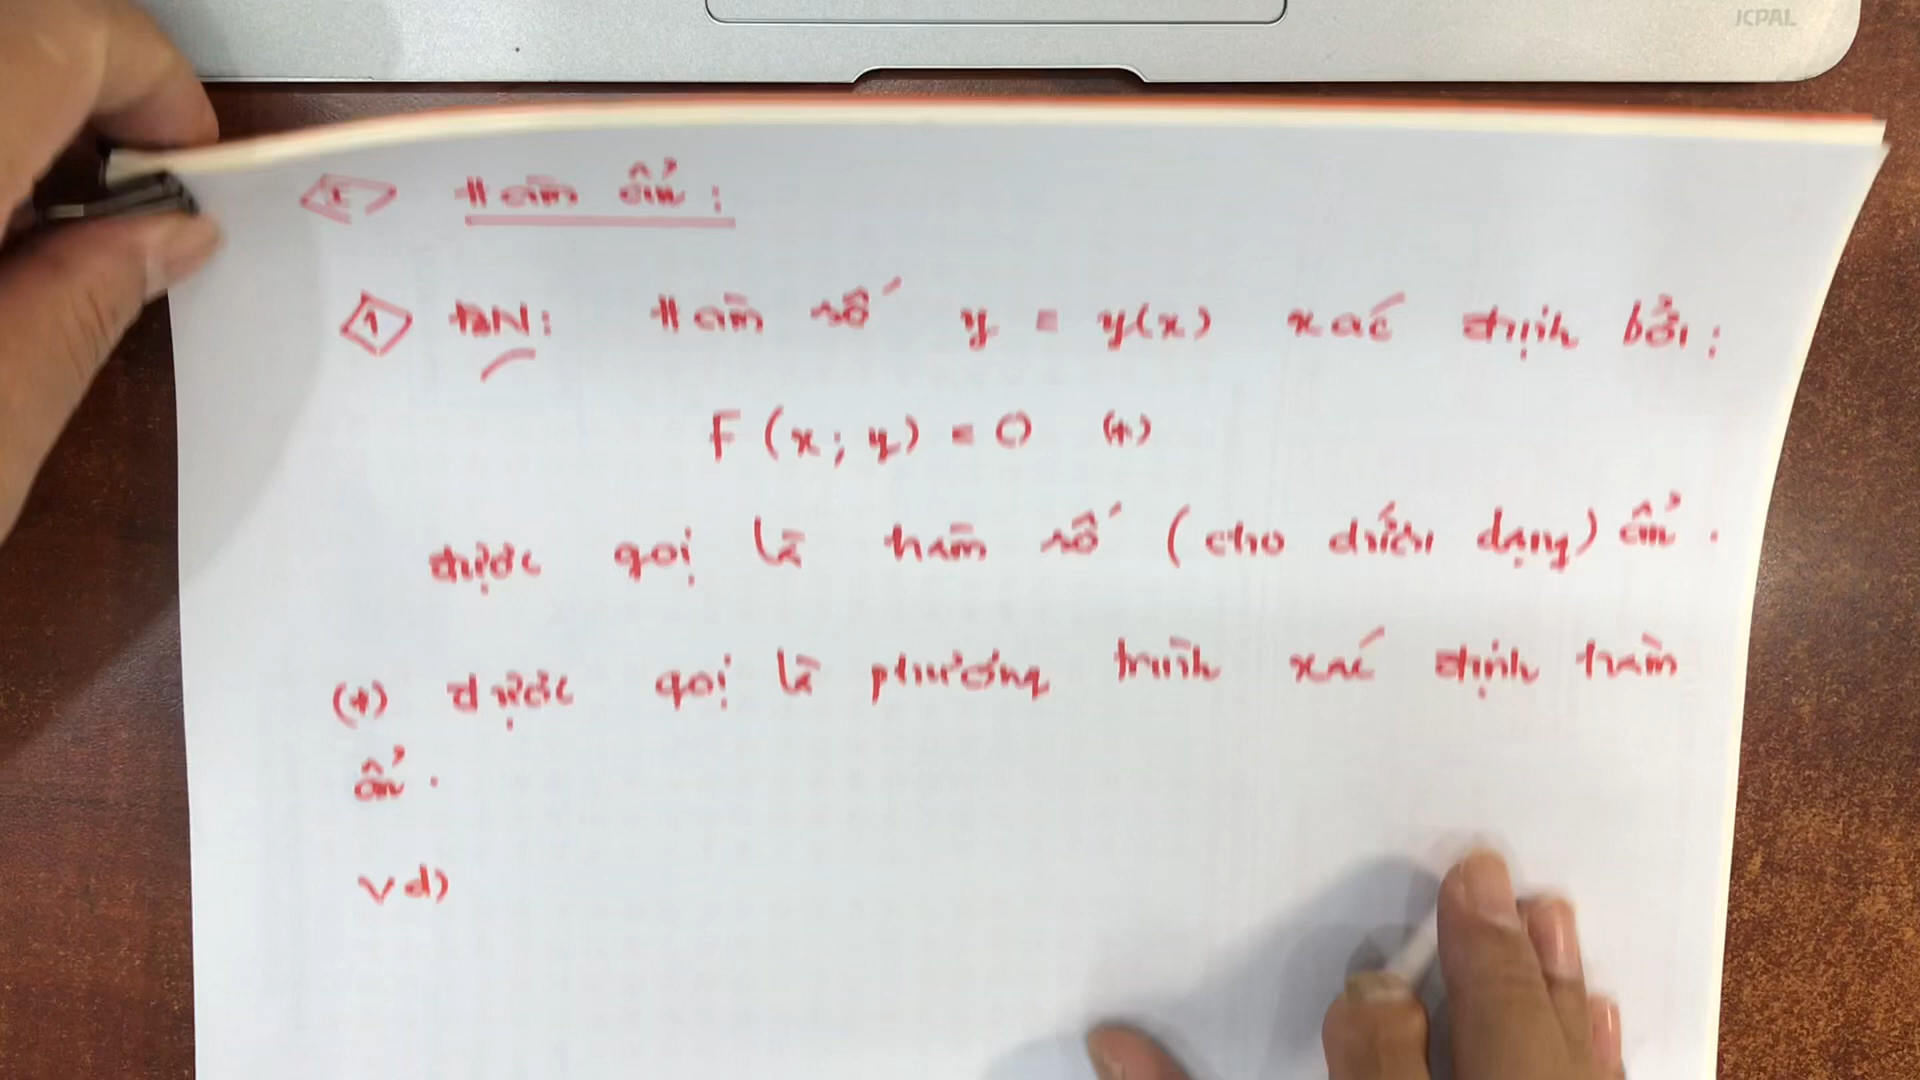 JCPAL
Hàm ẩn:
1 ĐN: Hàm số y = y(x) xác định bởi:
F(x; y) = 0 (*)
được gọi là hàm số (cho dưới dạng) ẩn.
(*) được gọi là phương trình xác định hàm
ẩn.
Vd)